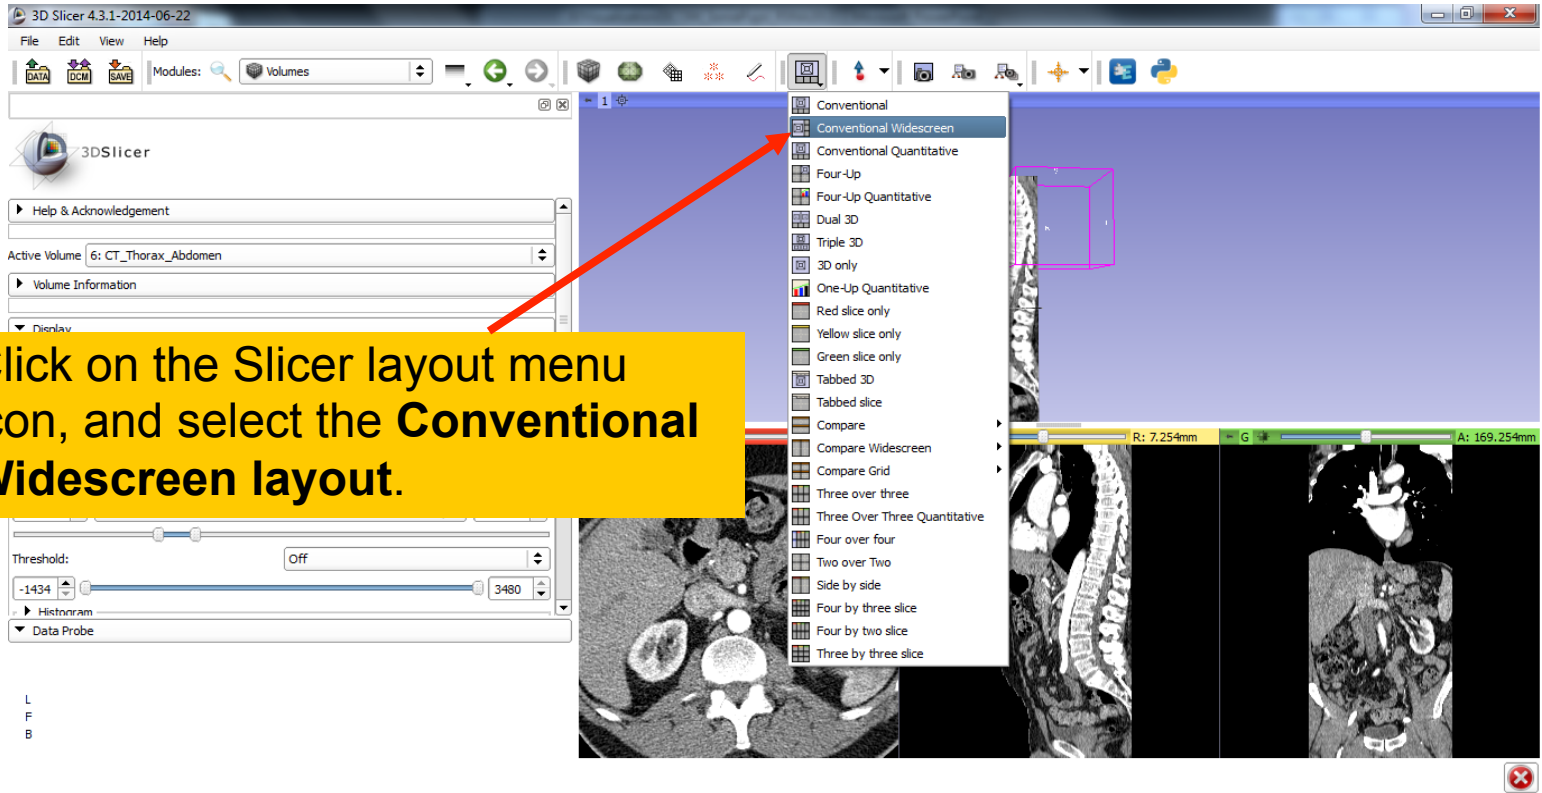 3D Slicer 4.3.1-2014-06-22
File Edit View Help
DATA DCM SAVE Modules: Volumes
1
3DSlicer
Help & Acknowledgement
Active Volume 6: CT_Thorax_Abdomen
Volume Information
Display
lick on the Slicer layout menu
con, and select the Conventional
Widescreen layout.
Threshold: Off
-1434 3480
Histogram
Data Probe
L
F
B
Conventional
Conventional Widescreen
Conventional Quantitative
Four-Up
Four-Up Quantitative
Dual 3D
Triple 3D
3D only
One-Up Quantitative
Red slice only
Yellow slice only
Green slice only
Tabbed 3D
Tabbed slice
Compare
Compare Widescreen
Compare Grid
Three over three
Three Over Three Quantitative
Four over four
Two over Two
Side by side
Four by three slice
Four by two slice
Three by three slice
R: 7.254mm
G A: 169.254mm